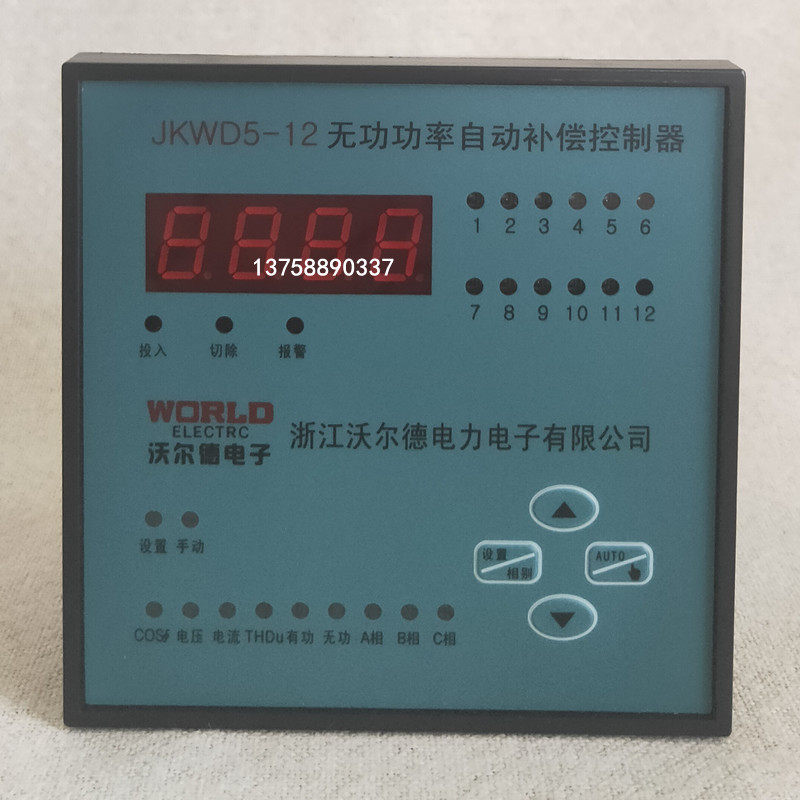 JKWD5-12 无功功率自动补偿控制器
1 2 3 4 5 6
8888
13758890337
7 8 9 10 11 12
投入 切除 报警
WORLD
ELECTRC
沃尔德电子
浙江沃尔德电力电子有限公司
设置 手动
设置
相别
AUTO
COSφ 电压 电流 THDu 有功 无功 A相 B相 C相